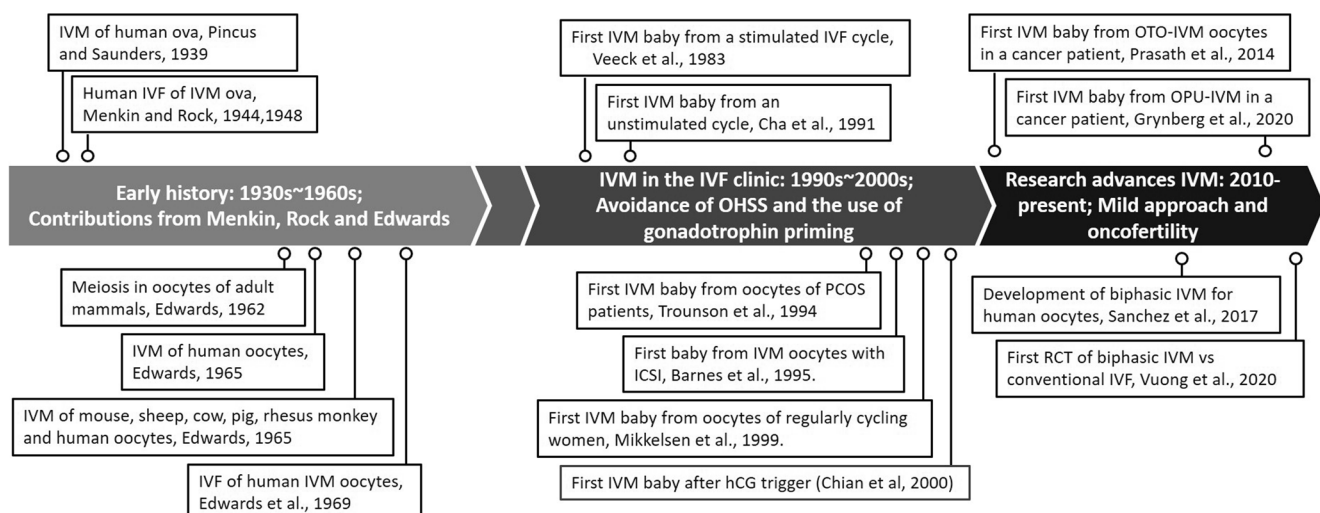 IVM of human ova, Pincus
and Saunders, 1939
Human IVF of IVM ova,
Menkin and Rock, 1944,1948
First IVM baby from a stimulated IVF cycle,
Veeck et al., 1983
First IVM baby from an
unstimulated cycle, Cha et al., 1991
First IVM baby from OTO-IVM oocytes
in a cancer patient, Prasath et al., 2014
First IVM baby from OPU-IVM in a
cancer patient, Grynberg et al., 2020
Early history: 1930s~1960s;
Contributions from Menkin, Rock and Edwards
IVM in the IVF clinic: 1990s~2000s;
Avoidance of OHSS and the use of
gonadotrophin priming
Research advances IVM: 2010-
present; Mild approach and
oncofertility
Meiosis in oocytes of adult
mammals, Edwards, 1962
IVM of human oocytes,
Edwards, 1965
IVM of mouse, sheep, cow, pig, rhesus monkey
and human oocytes, Edwards, 1965
IVF of human IVM oocytes,
Edwards et al., 1969
First IVM baby from oocytes of PCOS
patients, Trounson et al., 1994
First baby from IVM oocytes with
ICSI, Barnes et al., 1995.
First IVM baby from oocytes of regularly cycling
women, Mikkelsen et al., 1999.
First IVM baby after hCG trigger (Chian et al, 2000)
Development of biphasic IVM for
human oocytes, Sanchez et al., 2017
First RCT of biphasic IVM vs
conventional IVF, Vuong et al., 2020